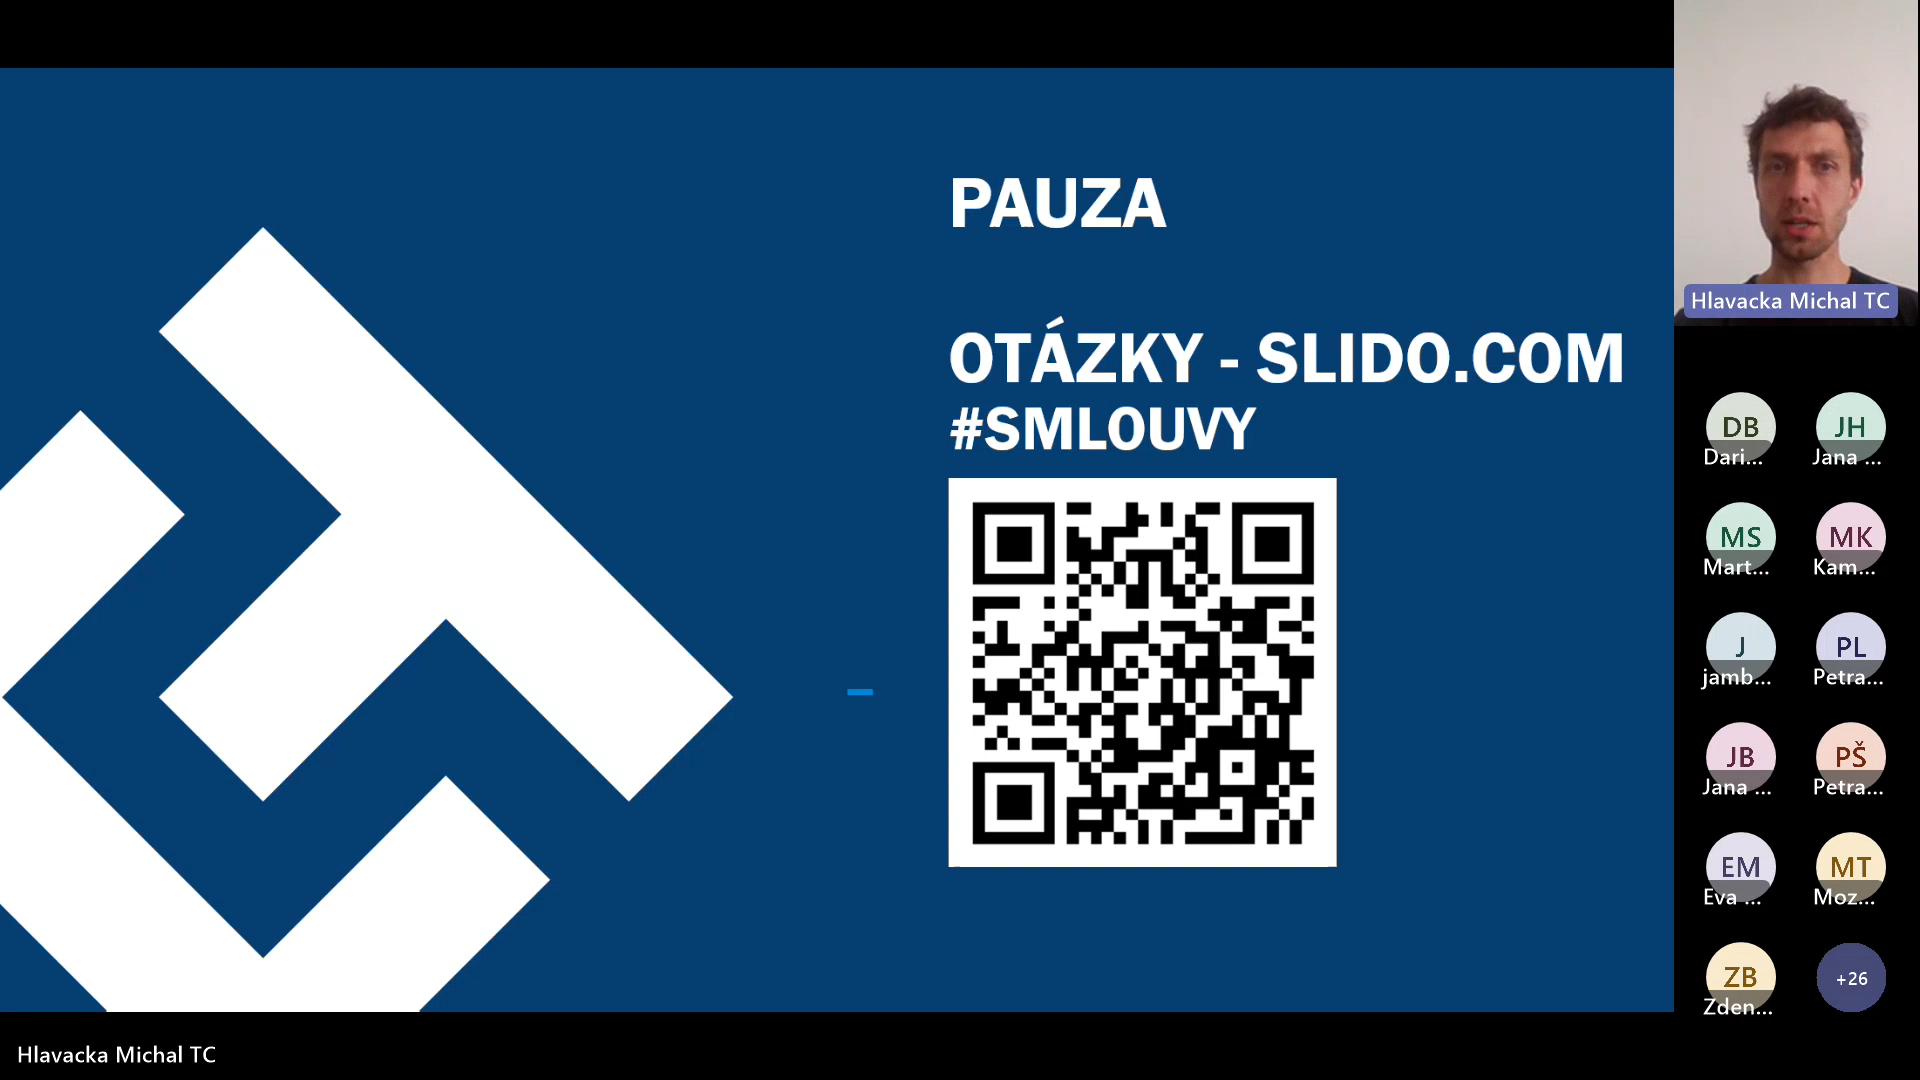 PAUZA
OTÁZKY - SLIDO.COM
#SMLOUVY
Hlavacka Michal TC
DB
Dari...
JH
Jana ...
MS
Mart...
MK
Kam...
J
jamb...
PL
Petra...
JB
Jana ...
PŠ
Petra...
EM
Eva ...
MT
Moz...
ZB
Zden...
+26
Hlavacka Michal TC